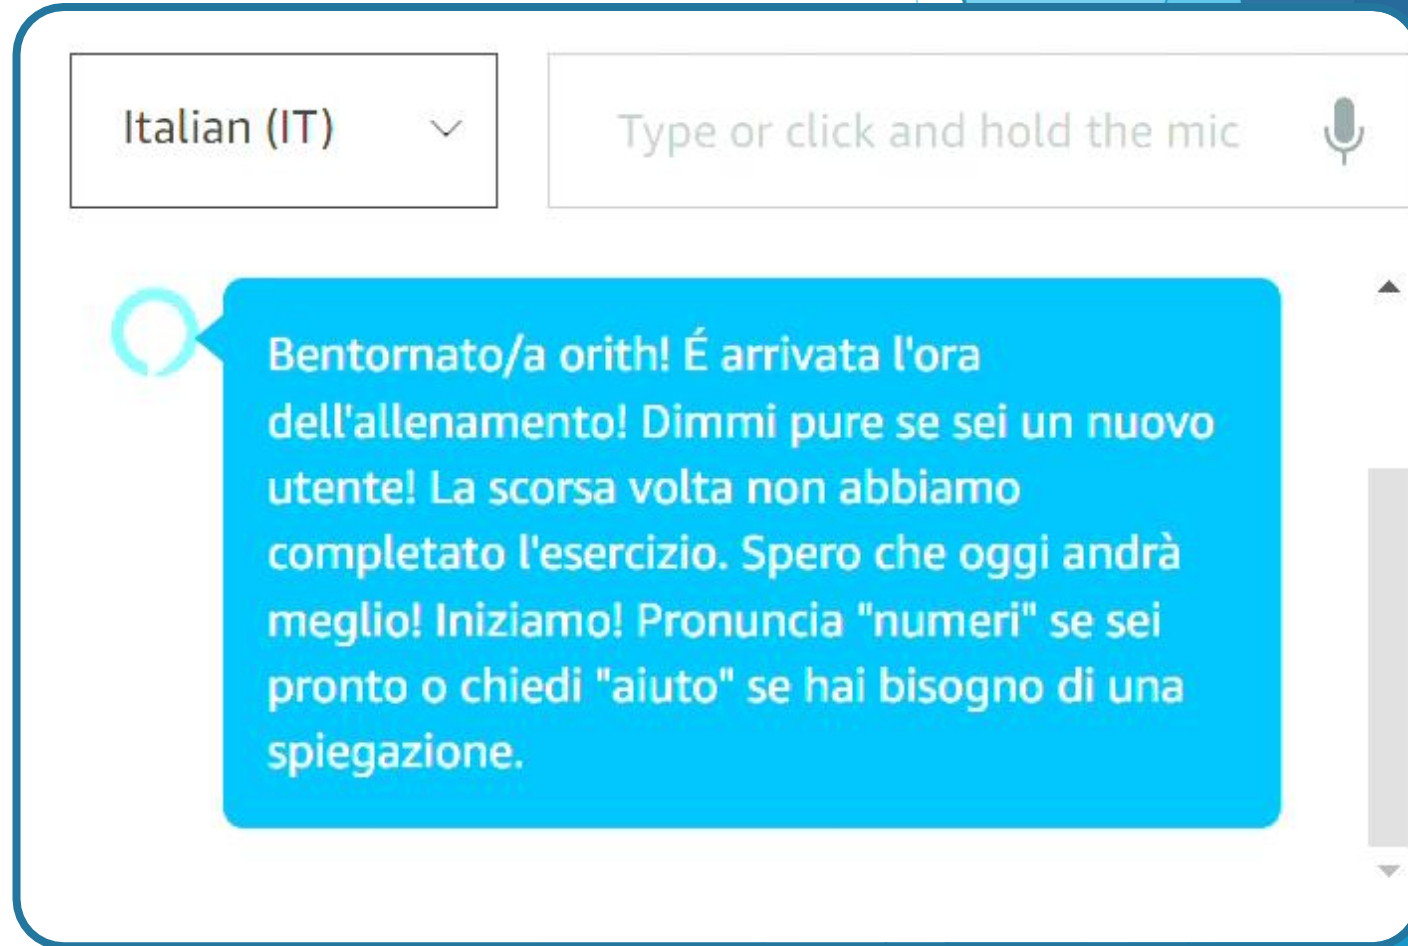 Italian (IT)
Type or click and hold the mic
Bentornato/a orith! É arrivata l'ora
dell'allenamento! Dimmi pure se sei un nuovo
utente! La scorsa volta non abbiamo
completato l'esercizio. Spero che oggi andrà
meglio! Iniziamo! Pronuncia "numeri" se sei
pronto o chiedi "aiuto" se hai bisogno di una
spiegazione.